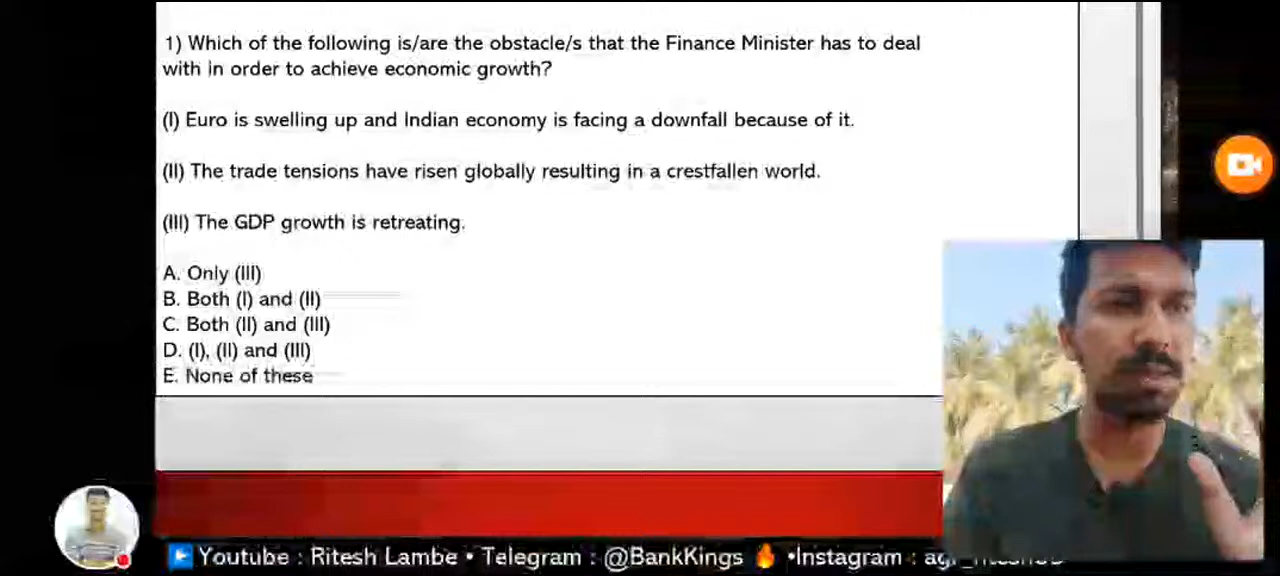 1) Which of the following is/are the obstacle/s that the Finance Minister has to deal
with in order to achieve economic growth?
(I) Euro is swelling up and Indian economy is facing a downfall because of it.
(II) The trade tensions have risen globally resulting in a crestfallen world.
(III) The GDP growth is retreating.
A. Only (III)
B. Both (I) and (II)
C. Both (II) and (III)
D. (I), (II) and (III)
E. None of these
Youtube : Ritesh Lambe • Telegram : @BankKings 🔥 •Instagram :